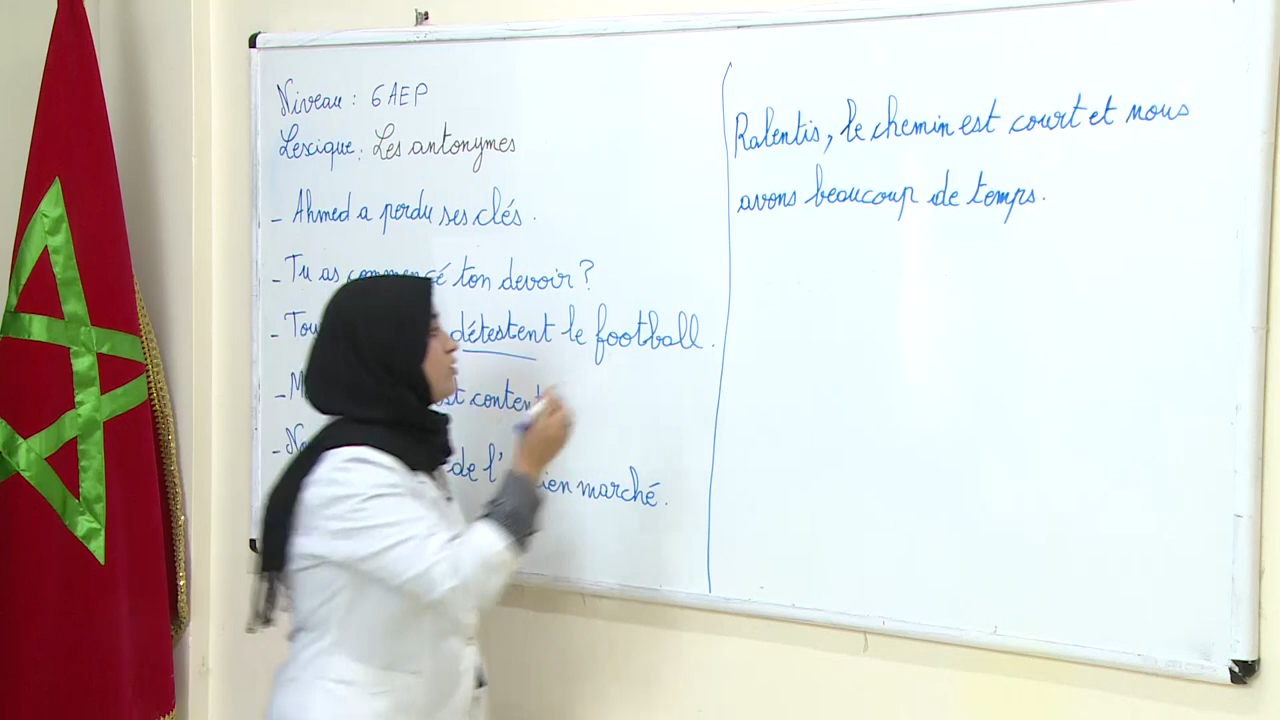 Niveau : 6 AEP
Lexique : Les antonymes
- Ahmed a perdu ses clés.
- Tu as commencé ton devoir ?
- détestent le football.
- est content
- de l' marché.
Ralentis, le chemin est court et nous
avons beaucoup de temps.